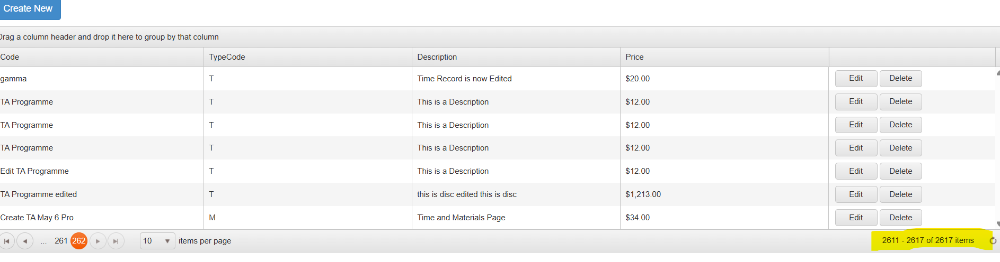 Create New
Drag a column header and drop it here to group by that column
Code TypeCode Description Price
gamma T Time Record is now Edited $20.00 Edit Delete
TA Programme T This is a Description $12.00 Edit Delete
TA Programme T This is a Description $12.00 Edit Delete
TA Programme T This is a Description $12.00 Edit Delete
Edit TA Programme T This is a Description $12.00 Edit Delete
TA Programme edited T this is disc edited this is disc $1,213.00 Edit Delete
Create TA May 6 Pro M Time and Materials Page $34.00 Edit Delete
... 261 262 10 items per page 2611 - 2617 of 2617 items